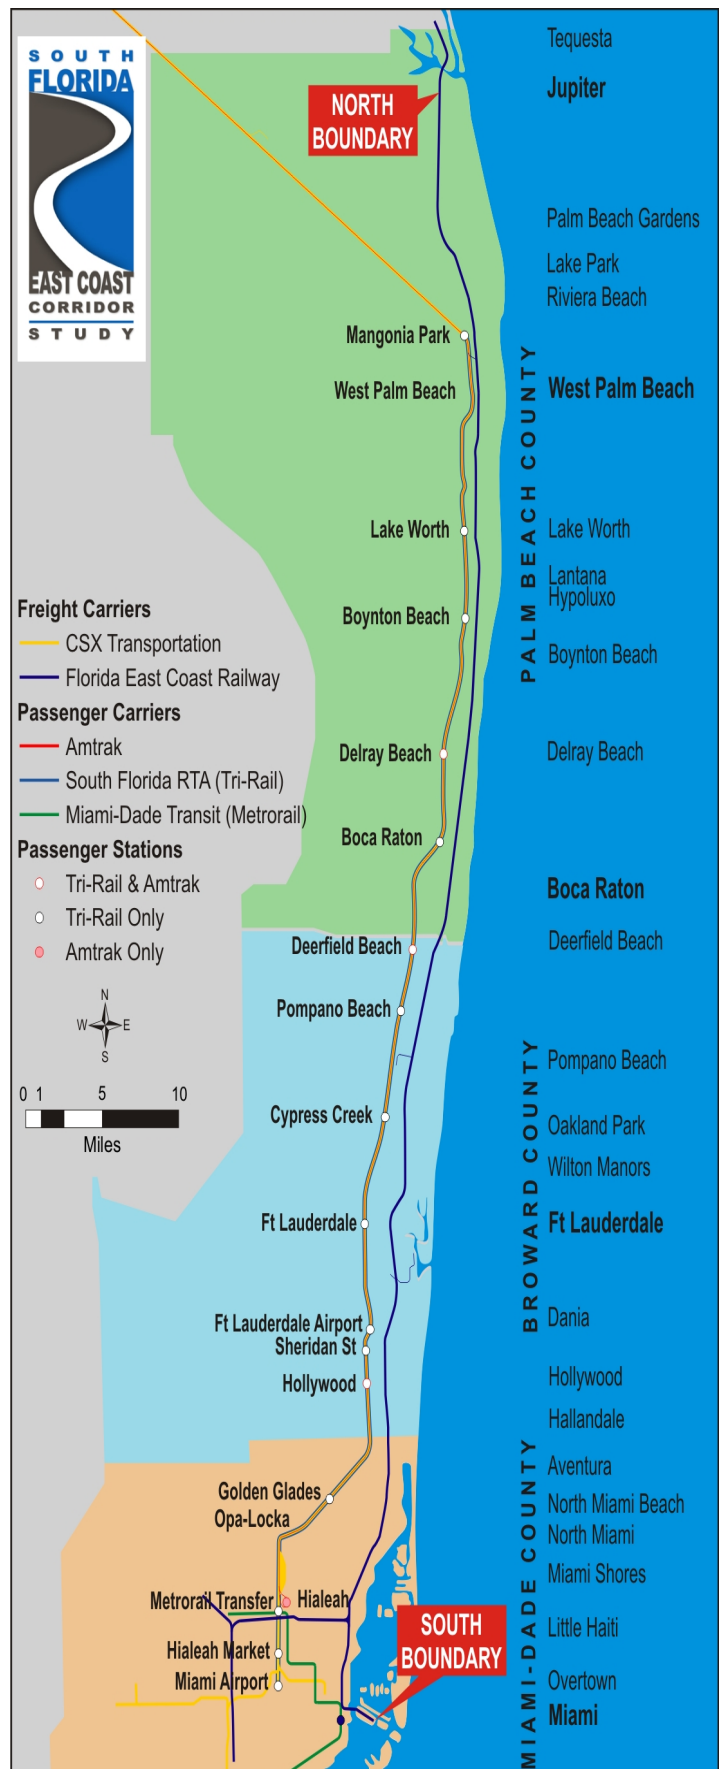 SOUTH
FLORIDA
EAST COAST
CORRIDOR
STUDY
NORTH
BOUNDARY
Tequesta
Jupiter
Palm Beach Gardens
Lake Park
Riviera Beach
Mangonia Park
West Palm Beach
West Palm Beach
PALM BEACH COUNTY
Lake Worth
Lake Worth
Lantana
Hypoluxo
Boynton Beach
Boynton Beach
Delray Beach
Delray Beach
Boca Raton
Boca Raton
Freight Carriers
CSX Transportation
Florida East Coast Railway
Passenger Carriers
Amtrak
South Florida RTA (Tri-Rail)
Miami-Dade Transit (Metrorail)
Passenger Stations
Tri-Rail & Amtrak
Tri-Rail Only
Amtrak Only
N
W E
S
0 1 5 10
Miles
Deerfield Beach
Deerfield Beach
Pompano Beach
Pompano Beach
BROWARD COUNTY
Cypress Creek
Oakland Park
Wilton Manors
Ft Lauderdale
Ft Lauderdale
Ft Lauderdale Airport
Dania
Sheridan St
Hollywood
Hollywood
Hallandale
MIAMI-DADE COUNTY
Aventura
Golden Glades
North Miami Beach
Opa-Locka
North Miami
Miami Shores
Metrorail Transfer
Hialeah
Little Haiti
SOUTH
BOUNDARY
Hialeah Market
Miami Airport
Overtown
Miami